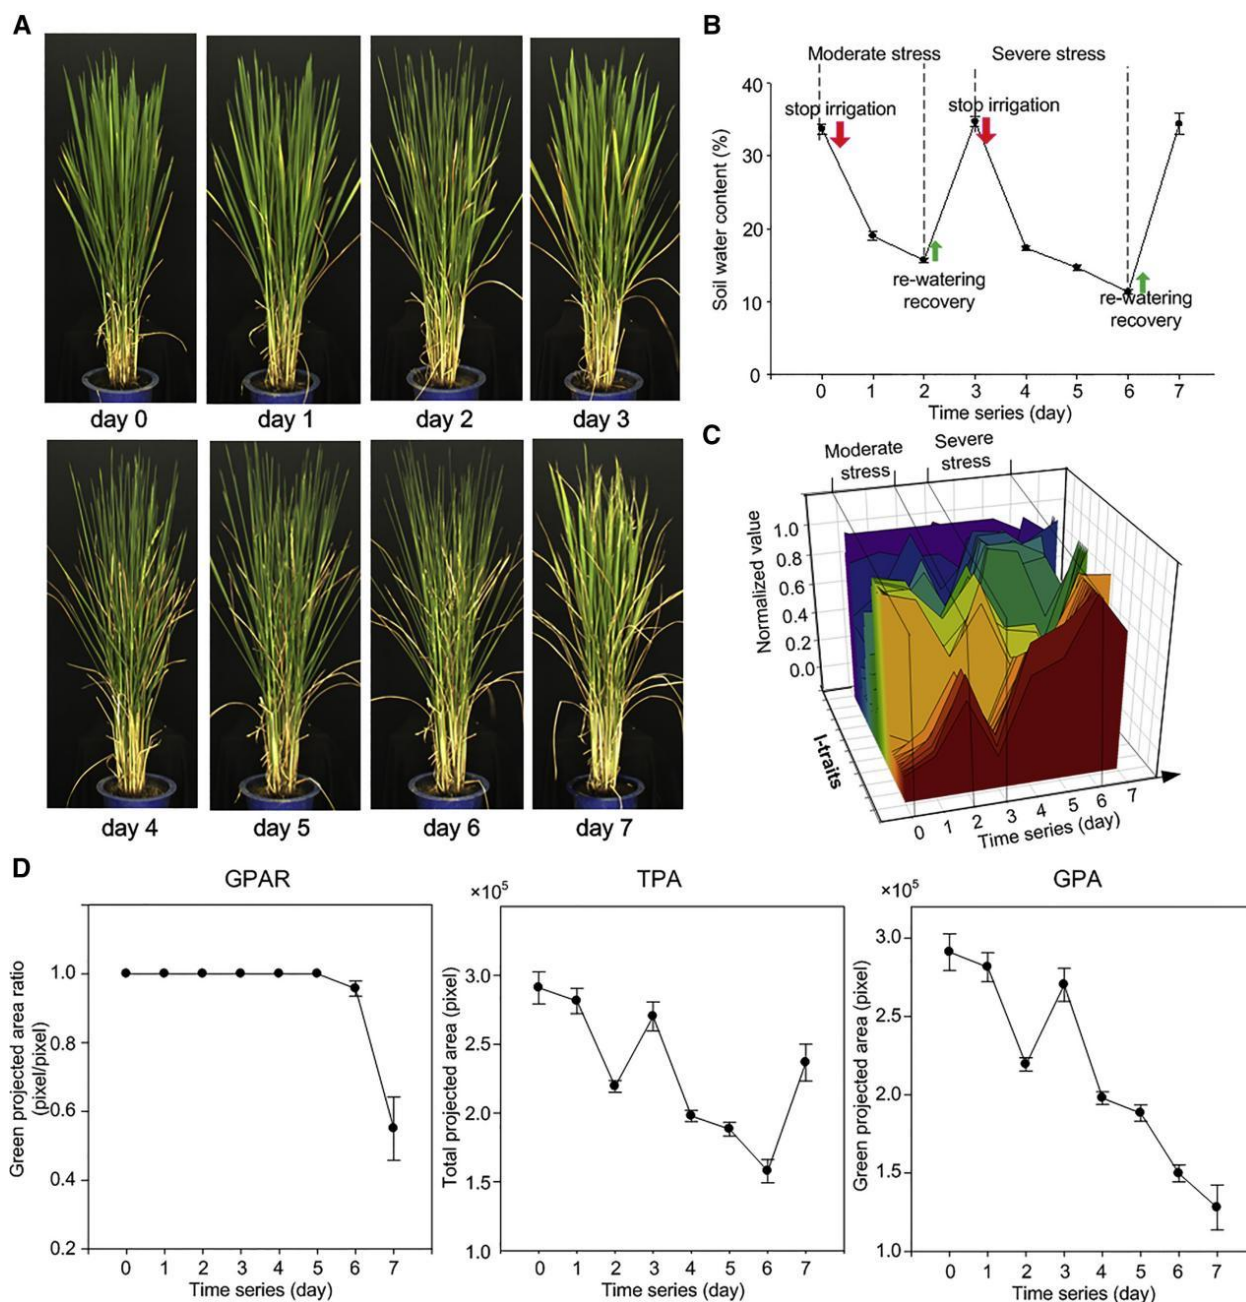 A
day 0
day 1
day 2
day 3
day 4
day 5
day 6
day 7
B
Moderate stress
Severe stress
stop irrigation
stop irrigation
re-watering
recovery
re-watering
recovery
Soil water content (%)
40
30
20
10
0
0 1 2 3 4 5 6 7
Time series (day)
C
Moderate
stress
Severe
stress
Normalized value
1.0
0.8
0.6
0.4
0.2
0.0
I-traits
0 1 2 3 4 5 6 7
Time series (day)
D
GPAR
Green projected area ratio
(pixel/pixel)
1.0
0.8
0.6
0.4
0.2
0 1 2 3 4 5 6 7
Time series (day)
TPA
×10⁵
Total projected area (pixel)
3.0
2.0
1.0
0 1 2 3 4 5 6 7
Time series (day)
GPA
×10⁵
Green projected area (pixel)
3.0
2.5
2.0
1.5
1.0
0 1 2 3 4 5 6 7
Time series (day)